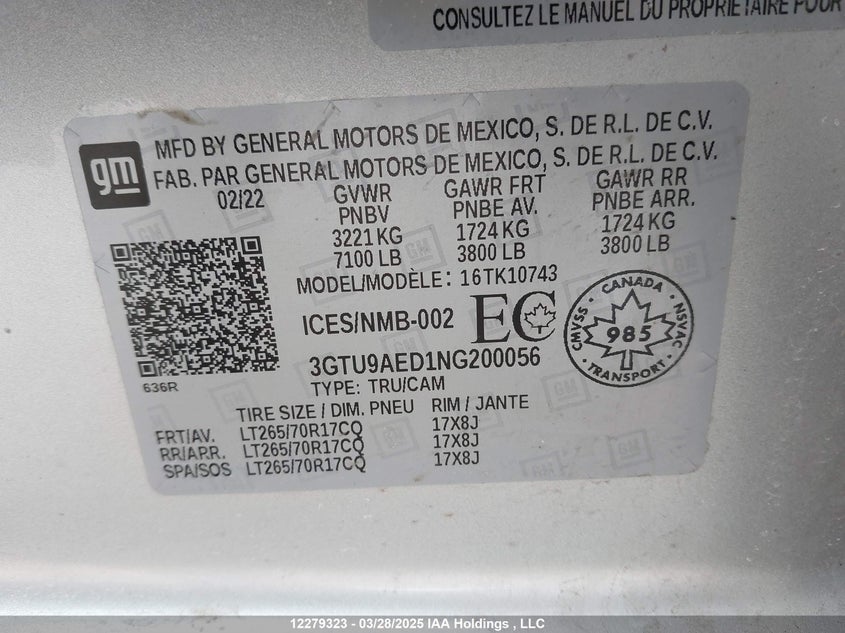 CONSULTEZ LE MANUEL DU PROPRIÉTAIRE POUR
gm
MFD BY GENERAL MOTORS DE MEXICO, S. DE R.L. DE C.V.
FAB. PAR GENERAL MOTORS DE MEXICO, S. DE R.L. DE C.V.
02/22 GVWR GAWR FRT GAWR RR
PNBV PNBE AV. PNBE ARR.
3221 KG 1724 KG 1724 KG
7100 LB 3800 LB 3800 LB
MODEL/MODÈLE: 16TK10743
ICES/NMB-002 EC
CANADA
CMVSS 985 NSVAC
TRANSPORT
3GTU9AED1NG200056
636R
TYPE: TRU/CAM
TIRE SIZE / DIM. PNEU RIM / JANTE
FRT/AV. LT265/70R17CQ 17X8J
RR/ARR. LT265/70R17CQ 17X8J
SPA/SOS LT265/70R17CQ 17X8J
12279323 - 03/28/2025 IAA Holdings , LLC